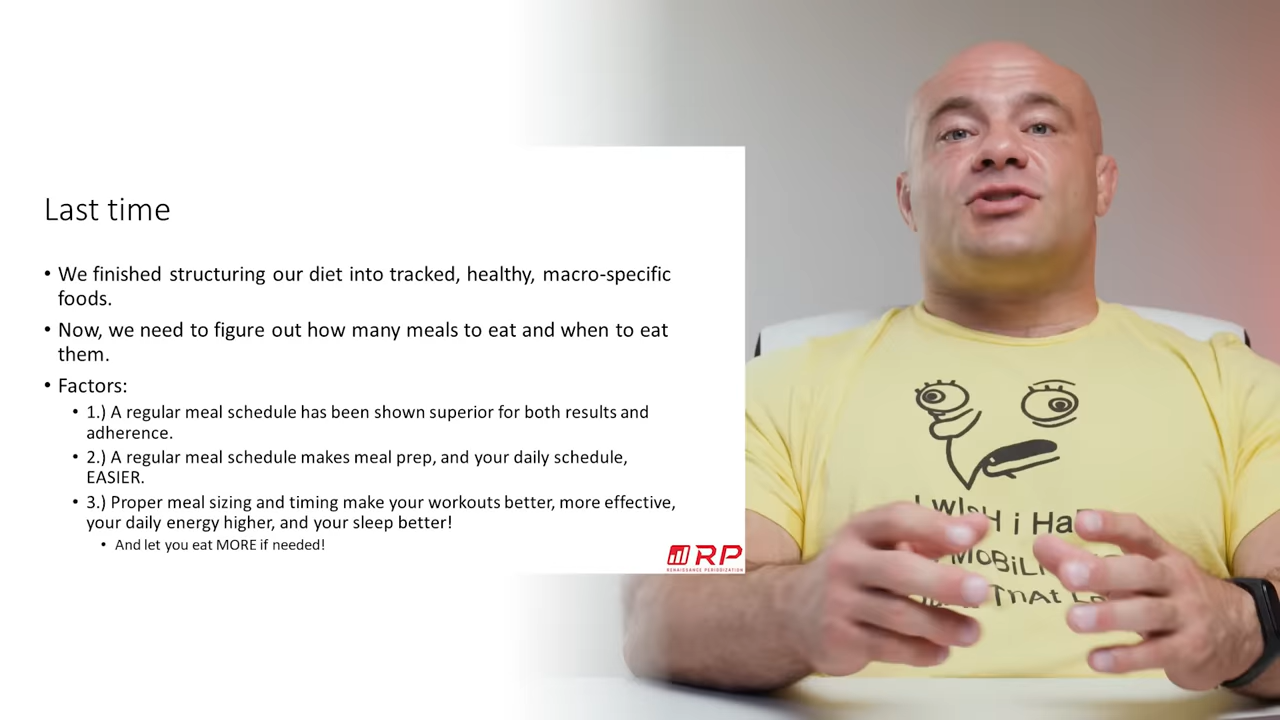 Last time
• We finished structuring our diet into tracked, healthy, macro-specific
foods.
• Now, we need to figure out how many meals to eat and when to eat
them.
• Factors:
• 1.) A regular meal schedule has been shown superior for both results and
adherence.
• 2.) A regular meal schedule makes meal prep, and your daily schedule,
EASIER.
• 3.) Proper meal sizing and timing make your workouts better, more effective,
your daily energy higher, and your sleep better!
• And let you eat MORE if needed!
RP
RENAISSANCE PERIODIZATION
I wIsH i Ha
MoBiLi
THAt